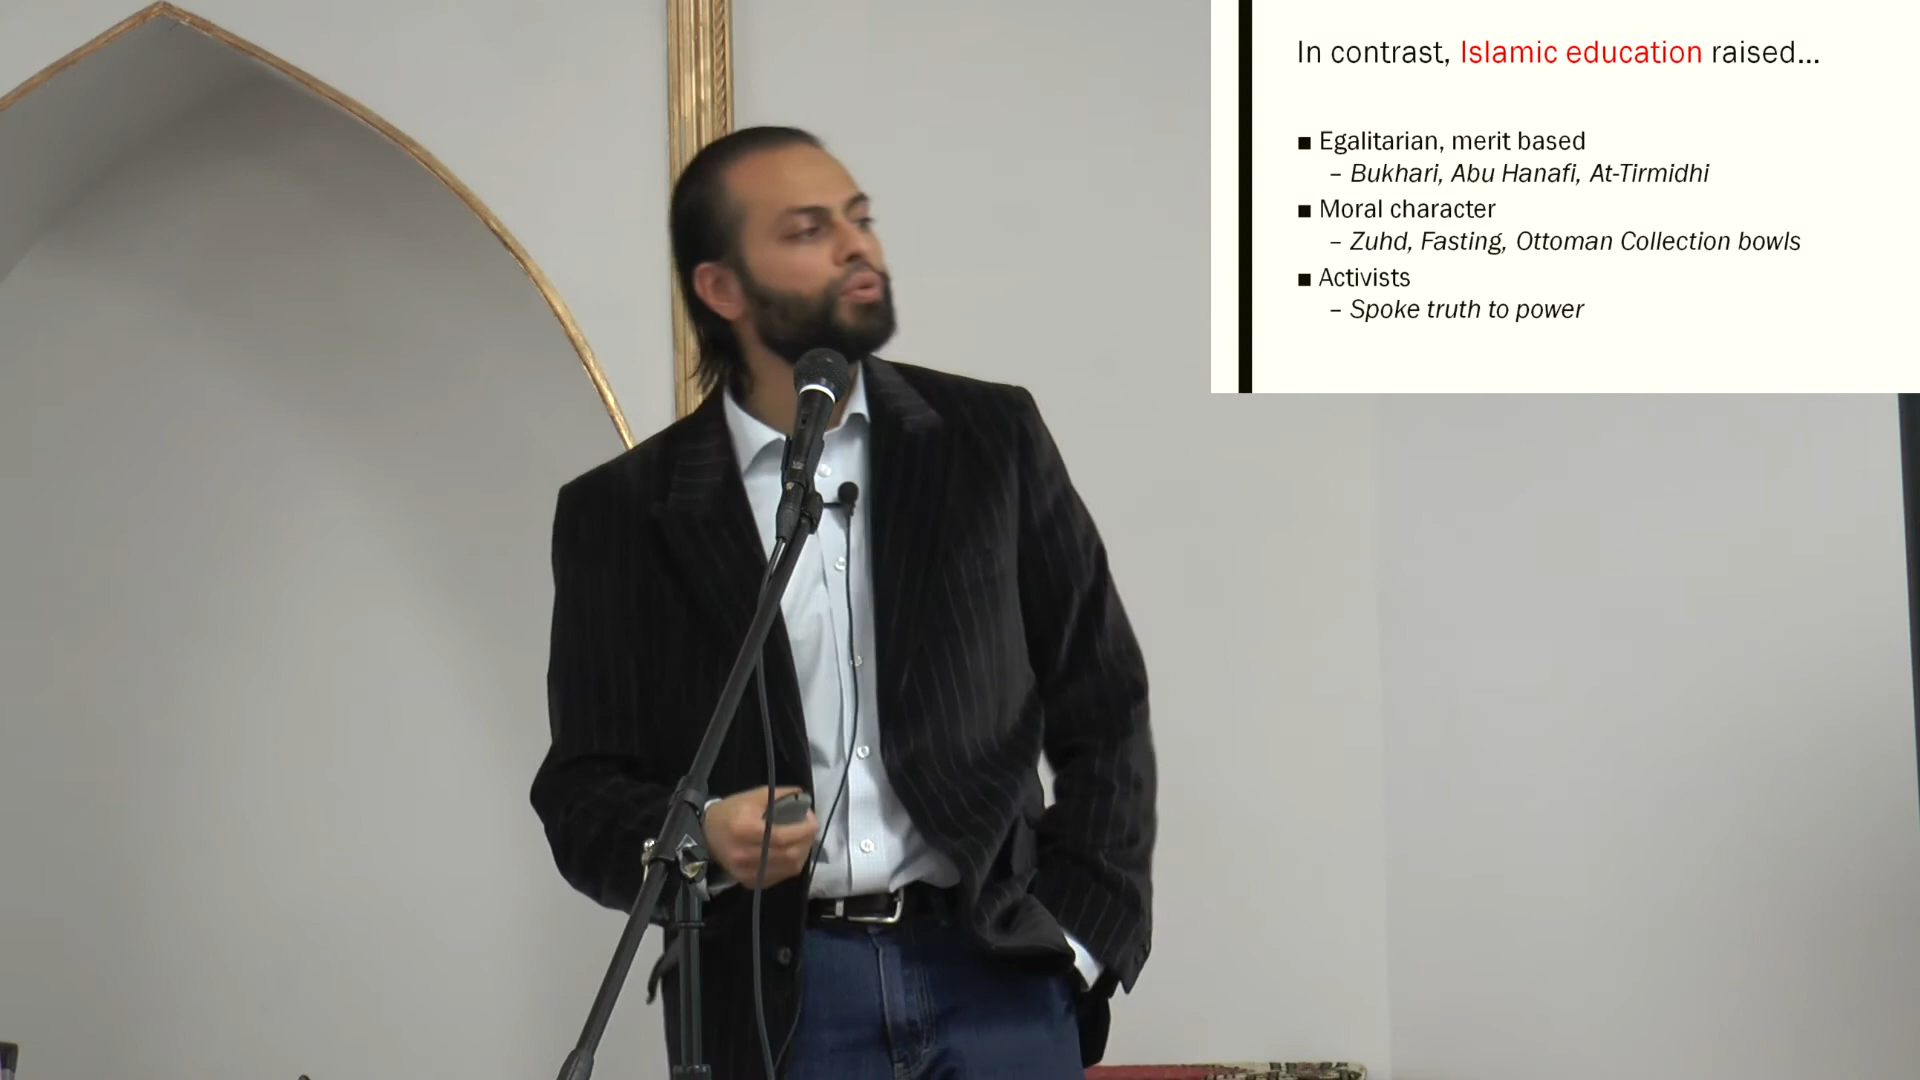 In contrast, Islamic education raised...
■ Egalitarian, merit based
– Bukhari, Abu Hanafi, At-Tirmidhi
■ Moral character
– Zuhd, Fasting, Ottoman Collection bowls
■ Activists
– Spoke truth to power